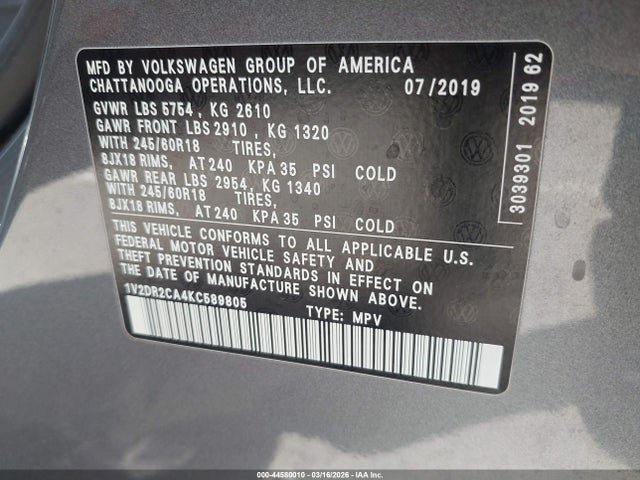 MFD BY VOLKSWAGEN GROUP OF AMERICA
CHATTANOOGA OPERATIONS, LLC. 07/2019
GVWR LBS 5754 , KG 2610
GAWR FRONT LBS 2910 , KG 1320
WITH 245/60R18 TIRES,
8JX18 RIMS, AT 240 KPA 35 PSI COLD
GAWR REAR LBS 2954, KG 1340
WITH 245/60R18 TIRES,
8JX18 RIMS, AT 240 KPA 35 PSI COLD
THIS VEHICLE CONFORMS TO ALL APPLICABLE U.S.
FEDERAL MOTOR VEHICLE SAFETY AND
THEFT PREVENTION STANDARDS IN EFFECT ON
THE DATE OF MANUFACTURE SHOWN ABOVE.
1V2DR2CA4KC589805
TYPE: MPV
3039301 2019 62
000-44580010 - 03/16/2026 - IAA Inc.